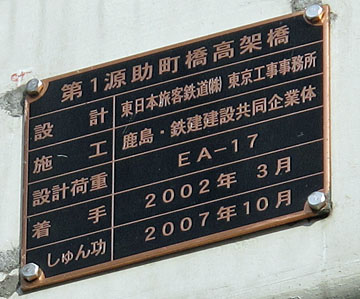 第1源助町橋高架橋
設計 東日本旅客鉄道㈱ 東京工事事務所
施工 鹿島・鉄建建設共同企業体
設計荷重 EA-17
着手 2002年 3月
しゅん功 2007年10月